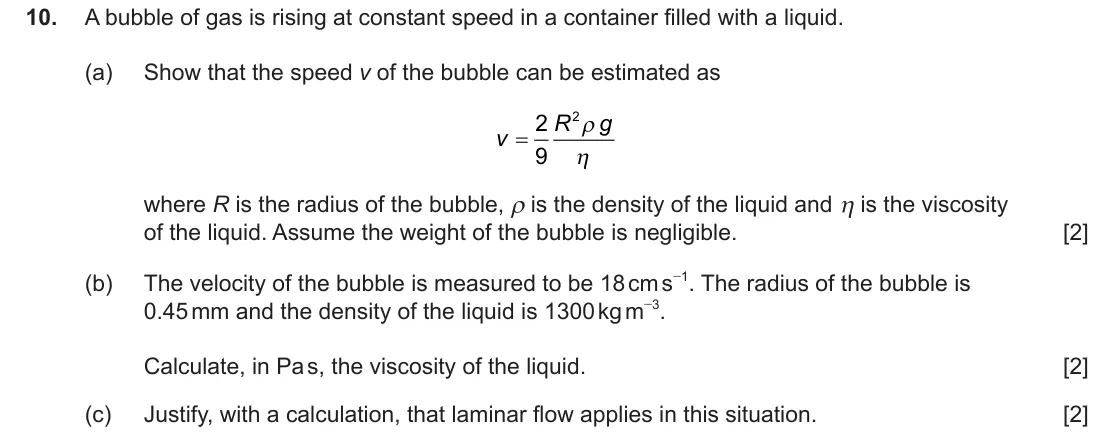 10. A bubble of gas is rising at constant speed in a container filled with a liquid.
(a) Show that the speed v of the bubble can be estimated as
v = 2/9 R²ρg/η
where R is the radius of the bubble, ρ is the density of the liquid and η is the viscosity
of the liquid. Assume the weight of the bubble is negligible. [2]
(b) The velocity of the bubble is measured to be 18 cm s⁻¹. The radius of the bubble is
0.45 mm and the density of the liquid is 1300 kg m⁻³.
Calculate, in Pa s, the viscosity of the liquid. [2]
(c) Justify, with a calculation, that laminar flow applies in this situation. [2]